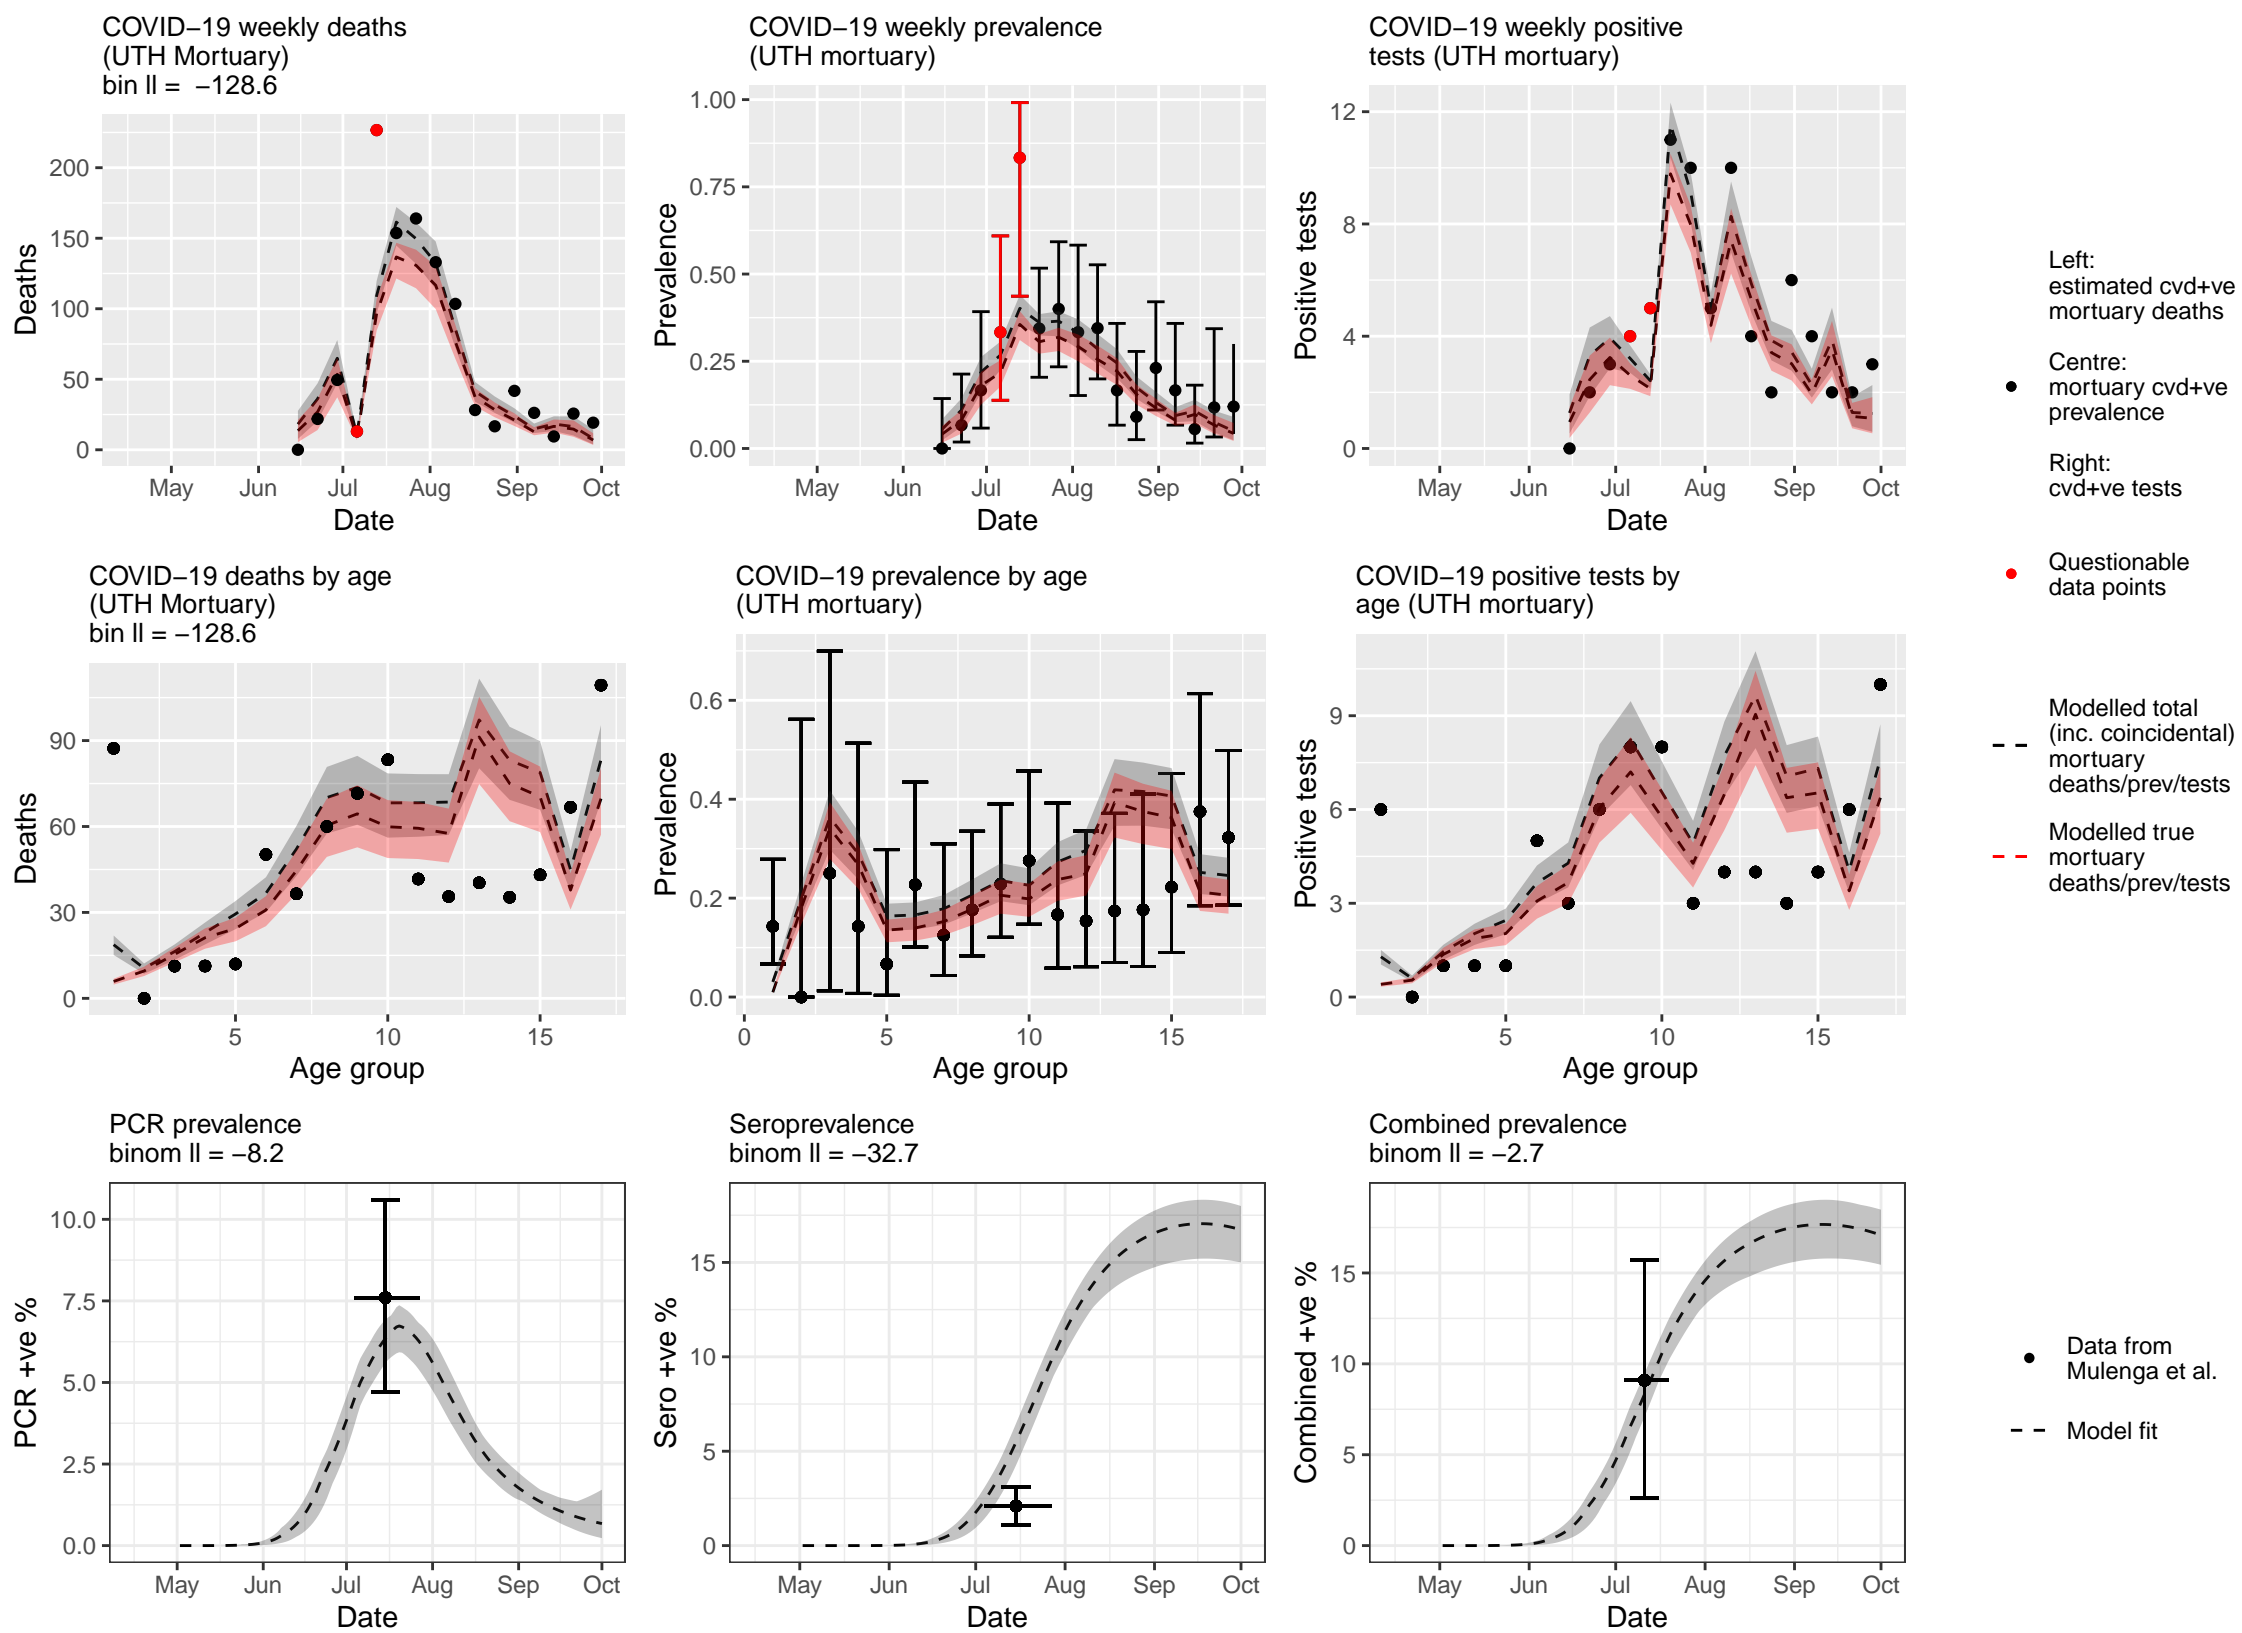 COVID−19 weekly deaths
(UTH Mortuary)
bin ll =  −128.6
Deaths
200
150
100
50
0
May Jun Jul Aug Sep Oct
Date
COVID−19 weekly prevalence
(UTH mortuary)
Prevalence
1.00
0.75
0.50
0.25
0.00
May Jun Jul Aug Sep Oct
Date
COVID−19 weekly positive
tests (UTH mortuary)
Positive tests
12
8
4
0
May Jun Jul Aug Sep Oct
Date
Left:
estimated cvd+ve
mortuary deaths
Centre:
mortuary cvd+ve
prevalence
Right:
cvd+ve tests
Questionable
data points
COVID−19 deaths by age
(UTH Mortuary)
bin ll = −128.6
Deaths
90
60
30
0
5 10 15
Age group
COVID−19 prevalence by age
(UTH mortuary)
Prevalence
0.6
0.4
0.2
0.0
0 5 10 15
Age group
COVID−19 positive tests by
age (UTH mortuary)
Positive tests
9
6
3
0
5 10 15
Age group
Modelled total
(inc. coincidental)
mortuary
deaths/prev/tests
Modelled true
mortuary
deaths/prev/tests
PCR prevalence
binom ll = −8.2
PCR +ve %
10.0
7.5
5.0
2.5
0.0
May Jun Jul Aug Sep Oct
Date
Seroprevalence
binom ll = −32.7
Sero +ve %
15
10
5
0
May Jun Jul Aug Sep Oct
Date
Combined prevalence
binom ll = −2.7
Combined +ve %
15
10
5
0
May Jun Jul Aug Sep Oct
Date
Data from
Mulenga et al.
Model fit